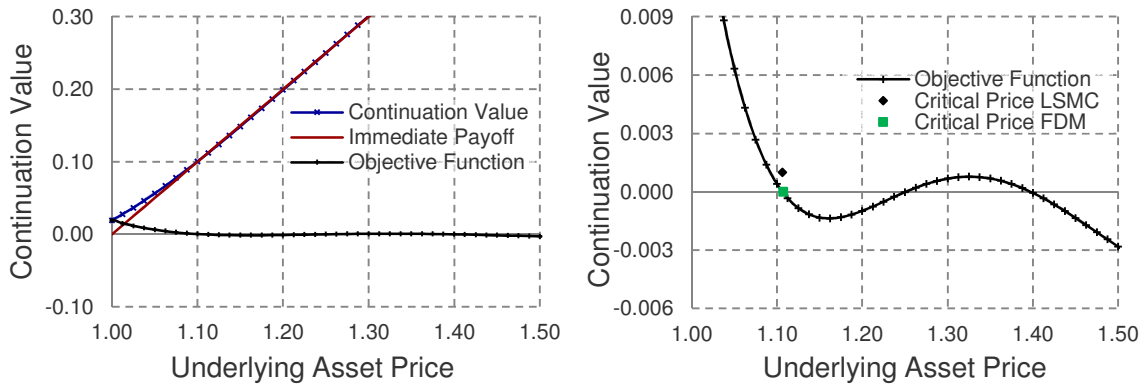 Continuation Value
0.30
0.20
0.10
0.00
-0.10
1.00 1.10 1.20 1.30 1.40 1.50
Underlying Asset Price
Continuation Value
Immediate Payoff
Objective Function
Continuation Value
0.009
0.006
0.003
0.000
-0.003
-0.006
1.00 1.10 1.20 1.30 1.40 1.50
Underlying Asset Price
Objective Function
Critical Price LSMC
Critical Price FDM